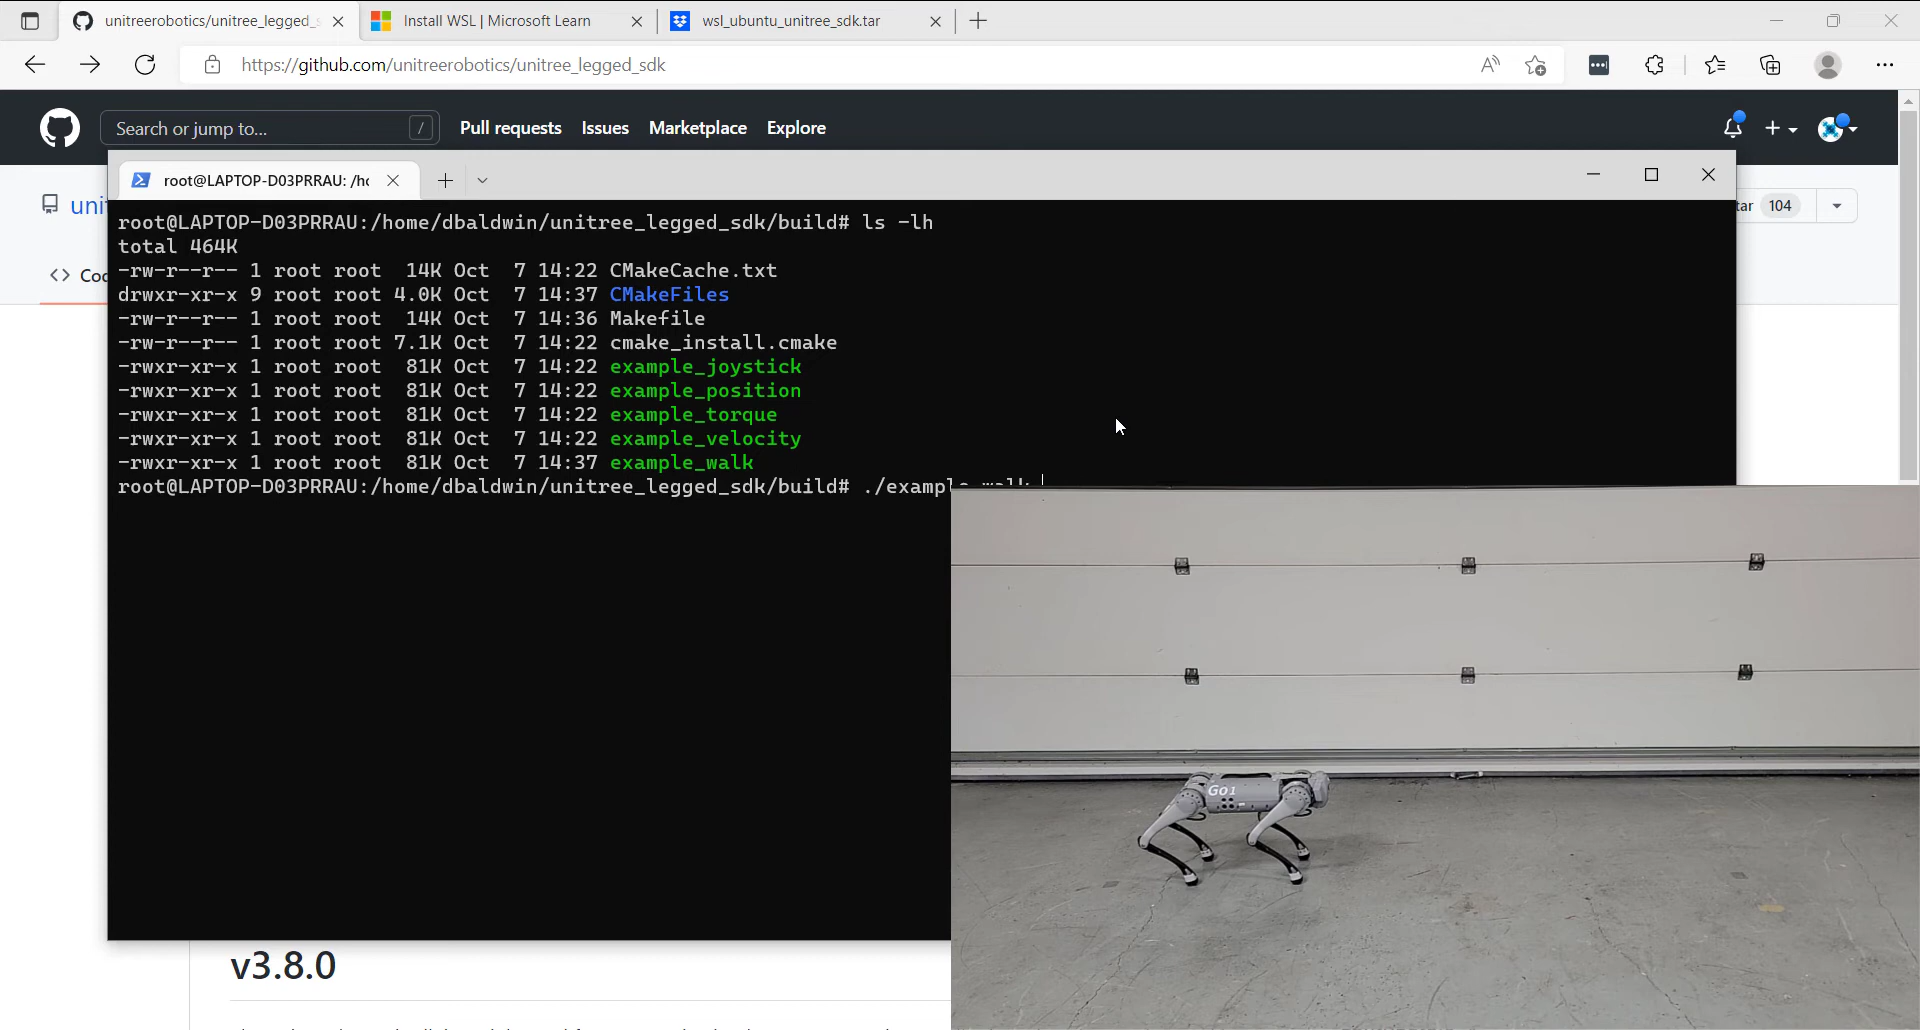 unitreerobotics/unitree_legged_s
Install WSL | Microsoft Learn
wsl_ubuntu_unitree_sdk.tar
https://github.com/unitreerobotics/unitree_legged_sdk
Search or jump to... /
Pull requests Issues Marketplace Explore
root@LAPTOP-D03PRRAU: /ho
unit
tar 104
<> Coc
root@LAPTOP-D03PRRAU:/home/dbaldwin/unitree_legged_sdk/build# ls -lh
total 464K
-rw-r--r-- 1 root root 14K Oct 7 14:22 CMakeCache.txt
drwxr-xr-x 9 root root 4.0K Oct 7 14:37 CMakeFiles
-rw-r--r-- 1 root root 14K Oct 7 14:36 Makefile
-rw-r--r-- 1 root root 7.1K Oct 7 14:22 cmake_install.cmake
-rwxr-xr-x 1 root root 81K Oct 7 14:22 example_joystick
-rwxr-xr-x 1 root root 81K Oct 7 14:22 example_position
-rwxr-xr-x 1 root root 81K Oct 7 14:22 example_torque
-rwxr-xr-x 1 root root 81K Oct 7 14:22 example_velocity
-rwxr-xr-x 1 root root 81K Oct 7 14:37 example_walk
root@LAPTOP-D03PRRAU:/home/dbaldwin/unitree_legged_sdk/build# ./example_walk
Go1
v3.8.0